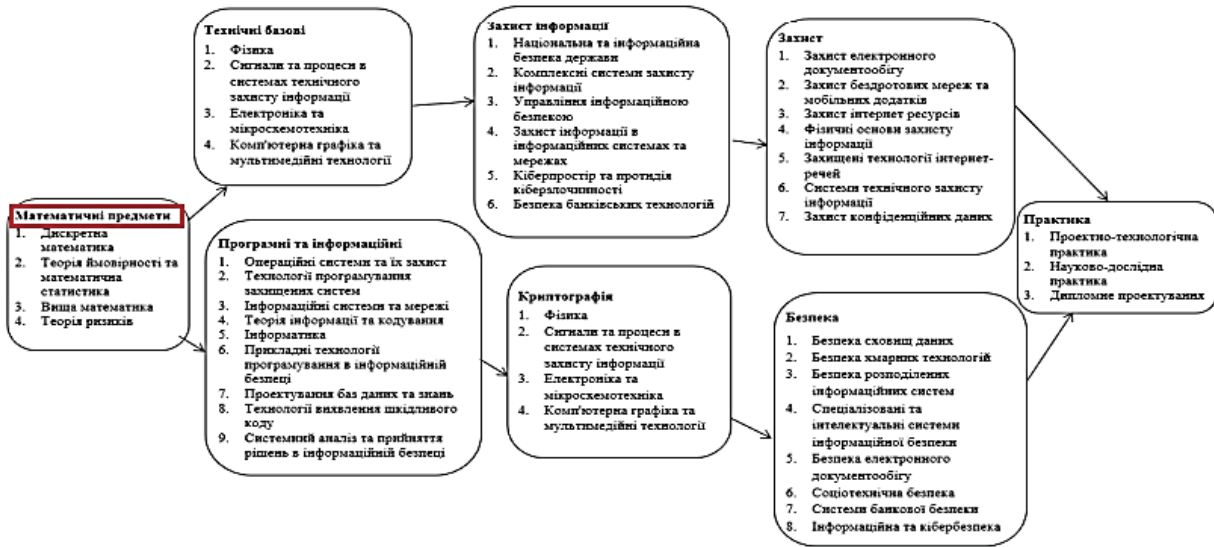 Математичні предмети
1. Дискретна
математика
2. Теорія ймовірності та
математична
статистика
3. Вища математика
4. Теорія ризиків
Технічні базові
1. Фізика
2. Сигнали та процеси в
системах технічного
захисту інформації
3. Електроніка та
мікросхемотехніка
4. Комп'ютерна графіка та
мультимедійні технології
Програмні та інформаційні
1. Операційні системи та їх захист
2. Технології програмування
захищених систем
3. Інформаційні системи та мережі
4. Теорія інформації та кодування
5. Інформатика
6. Прикладні технології
програмування в інформаційній
безпеці
7. Проектування баз даних та знань
8. Технології виявлення шкідливого
коду
9. Системний аналіз та прийняття
рішень в інформаційній безпеці
Захист інформації
1. Національна та інформаційна
безпека держави
2. Комплексні системи захисту
інформації
3. Управління інформаційною
безпекою
4. Захист інформації в
інформаційних системах та
мережах
5. Кіберпростір та протидія
кіберзлочинності
6. Безпека банківських технологій
Криптографія
1. Фізика
2. Сигнали та процеси в
системах технічного
захисту інформації
3. Електроніка та
мікросхемотехніка
4. Комп'ютерна графіка та
мультимедійні технології
Захист
1. Захист електронного
документообігу
2. Захист бездротових мереж та
мобільних додатків
3. Захист інтернет ресурсів
4. Фізичні основи захисту
інформації
5. Захищені технології інтернет-
речей
6. Системи технічного захисту
інформації
7. Захист конфіденційних даних
Безпека
1. Безпека сховищ даних
2. Безпека хмарних технологій
3. Безпека розподілених
інформаційних систем
4. Спеціалізовані та
інтелектуальні системи
інформаційної безпеки
5. Безпека електронного
документообігу
6. Соціотехнічна безпека
7. Системи банкової безпеки
8. Інформаційна та кібербезпека
Практика
1. Проектно-технологічна
практика
2. Науково-дослідна
практика
3. Дипломне проектування